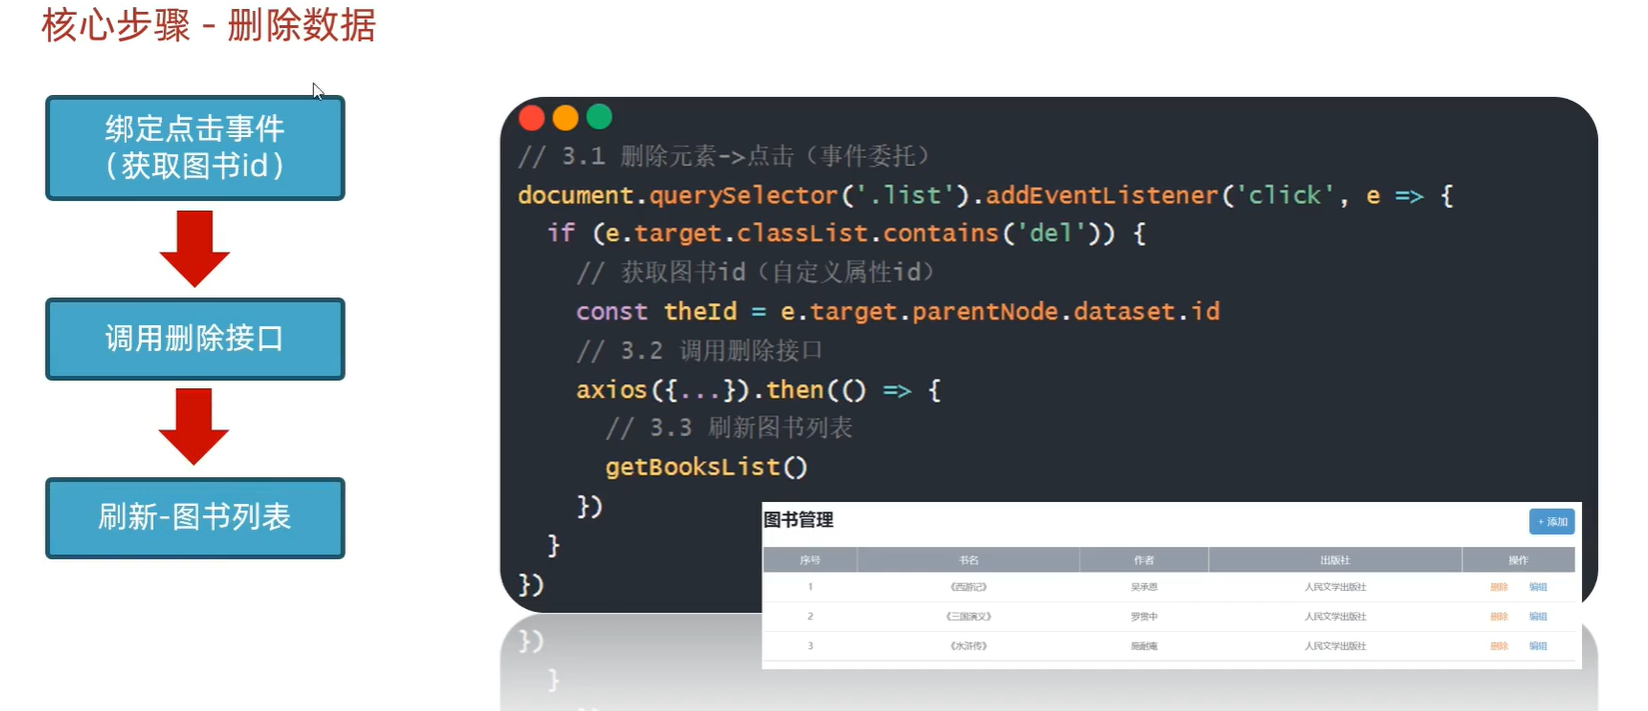 核心步骤 - 删除数据
绑定点击事件
（获取图书id）
调用删除接口
刷新-图书列表
// 3.1 删除元素->点击（事件委托）
document.querySelector('.list').addEventListener('click', e => {
if (e.target.classList.contains('del')) {
// 获取图书id（自定义属性id）
const theId = e.target.parentNode.dataset.id
// 3.2 调用删除接口
axios({...}).then(() => {
// 3.3 刷新图书列表
getBooksList()
})
}
})
图书管理
+ 添加
序号 书名 作者 出版社 操作
1 《西游记》 吴承恩 人民文学出版社 删除 编辑
2 《三国演义》 罗贯中 人民文学出版社 删除 编辑
3 《水浒传》 施耐庵 人民文学出版社 删除 编辑
})
}